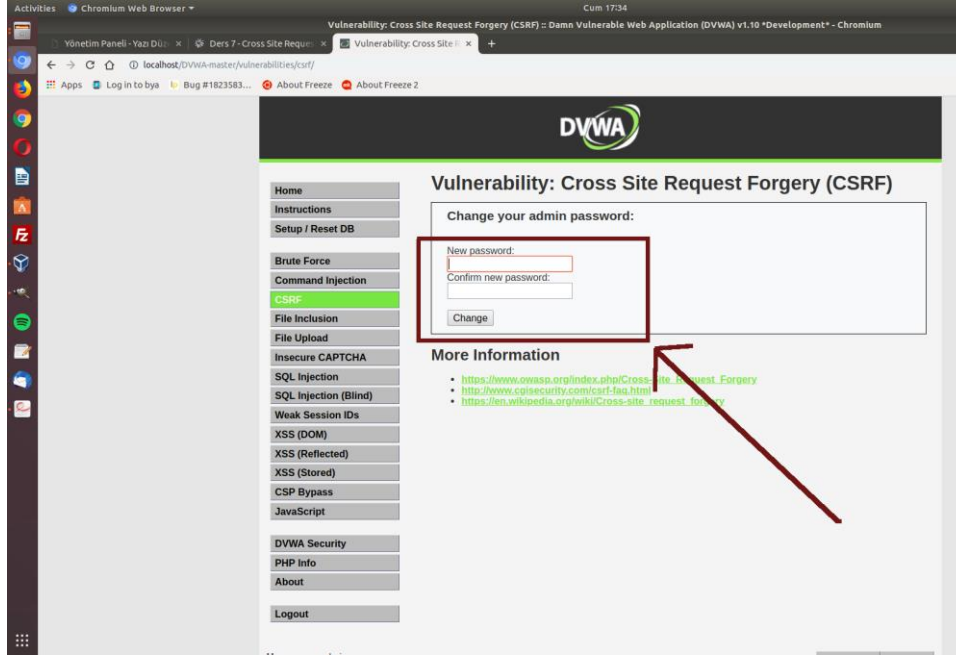 Activities Chromium Web Browser Cum 17:34
Vulnerability: Cross Site Request Forgery (CSRF) :: Damn Vulnerable Web Application (DVWA) v1.10 *Development* - Chromium
Yönetim Paneli - Yazı Düz × Ders 7 - Cross Site Reques × Vulnerability: Cross Site R × +
localhost/DVWA-master/vulnerabilities/csrf/
Apps Log in to bya Bug #1823583... About Freeze About Freeze 2
DVWA
Vulnerability: Cross Site Request Forgery (CSRF)
Change your admin password:
New password:
Confirm new password:
Change
More Information
https://www.owasp.org/index.php/Cross-Site_Request_Forgery
http://www.cgisecurity.com/csrf-faq.html
https://en.wikipedia.org/wiki/Cross-site_request_forgery
Home
Instructions
Setup / Reset DB
Brute Force
Command Injection
CSRF
File Inclusion
File Upload
Insecure CAPTCHA
SQL Injection
SQL Injection (Blind)
Weak Session IDs
XSS (DOM)
XSS (Reflected)
XSS (Stored)
CSP Bypass
JavaScript
DVWA Security
PHP Info
About
Logout